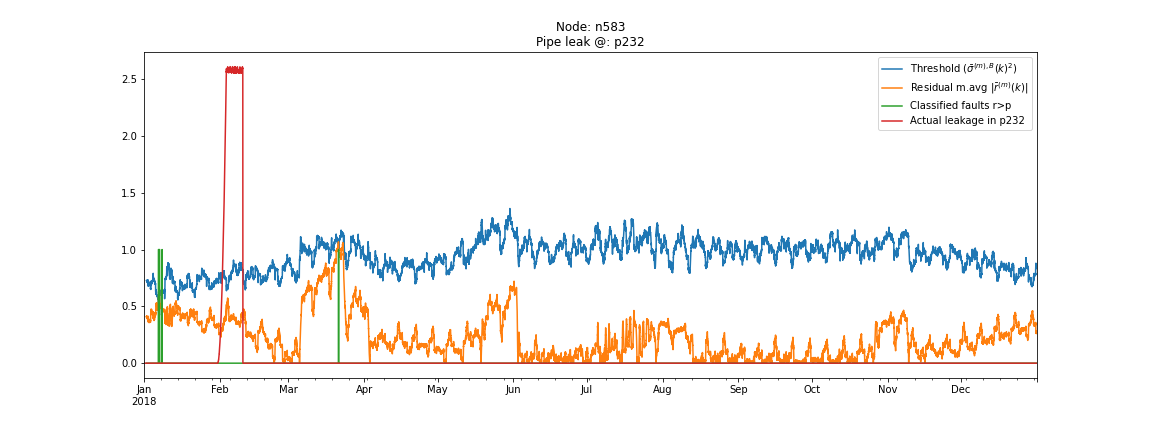 Node: n583
Pipe leak @: p232
2.5
2.0
1.5
1.0
0.5
0.0
Threshold (σ̄⁽ᵐ⁾,ᴮ(k)²)
Residual m.avg |r̄⁽ᵐ⁾(k)|
Classified faults r>p
Actual leakage in p232
Jan Feb Mar Apr May Jun Jul Aug Sep Oct Nov Dec
2018